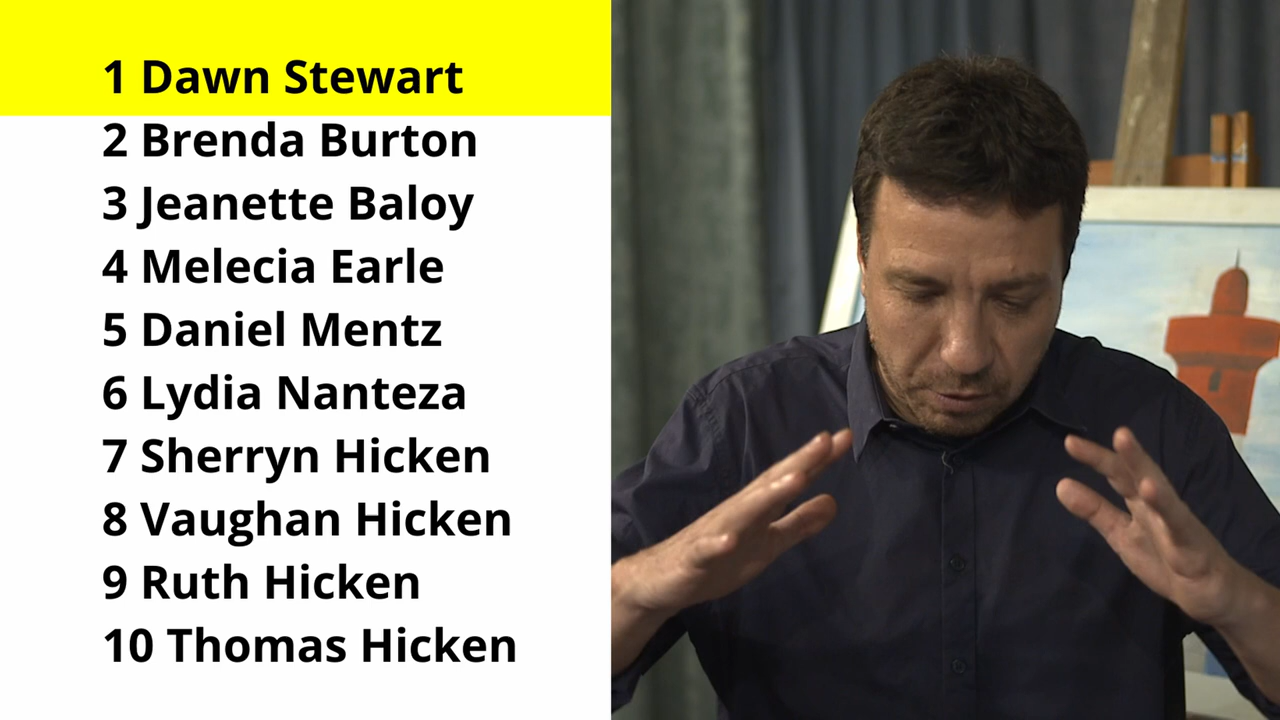 1 Dawn Stewart
2 Brenda Burton
3 Jeanette Baloy
4 Melecia Earle
5 Daniel Mentz
6 Lydia Nanteza
7 Sherryn Hicken
8 Vaughan Hicken
9 Ruth Hicken
10 Thomas Hicken